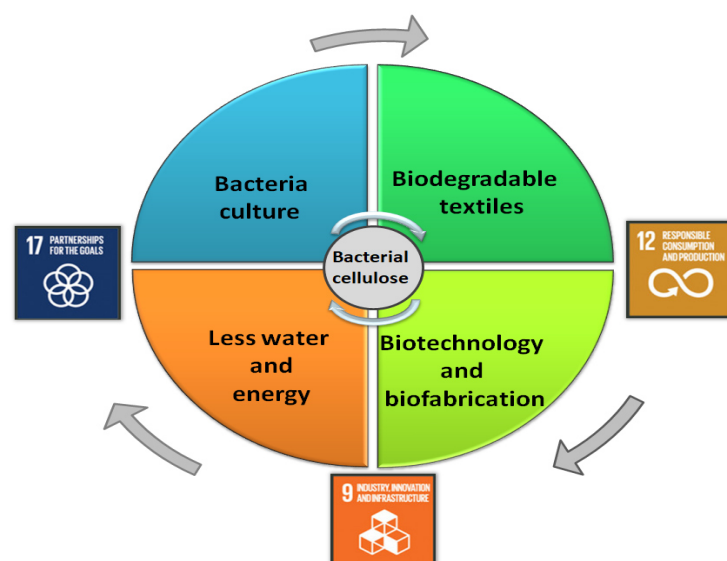 Bacteria
culture
Biodegradable
textiles
17 PARTNERSHIPS
FOR THE GOALS
Bacterial
cellulose
12 RESPONSIBLE
CONSUMPTION
AND PRODUCTION
Less water
and
energy
Biotechnology
and
biofabrication
9 INDUSTRY, INNOVATION
AND INFRASTRUCTURE